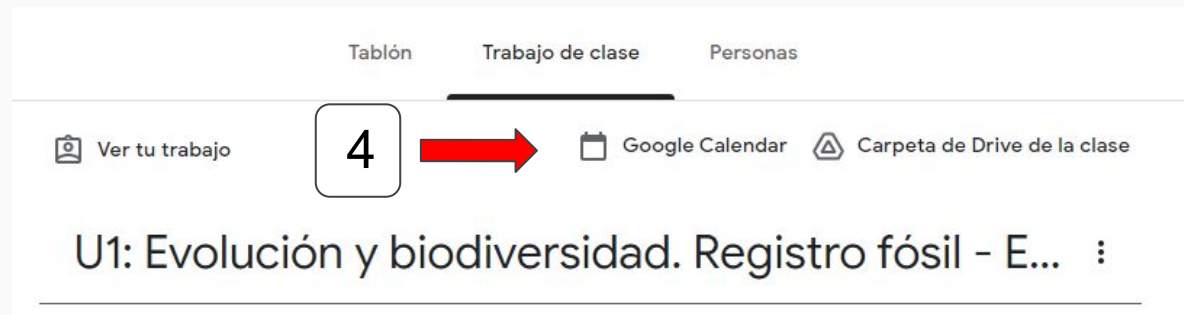 Tablón Trabajo de clase Personas
Ver tu trabajo 4 Google Calendar Carpeta de Drive de la clase
U1: Evolución y biodiversidad. Registro fósil - E...